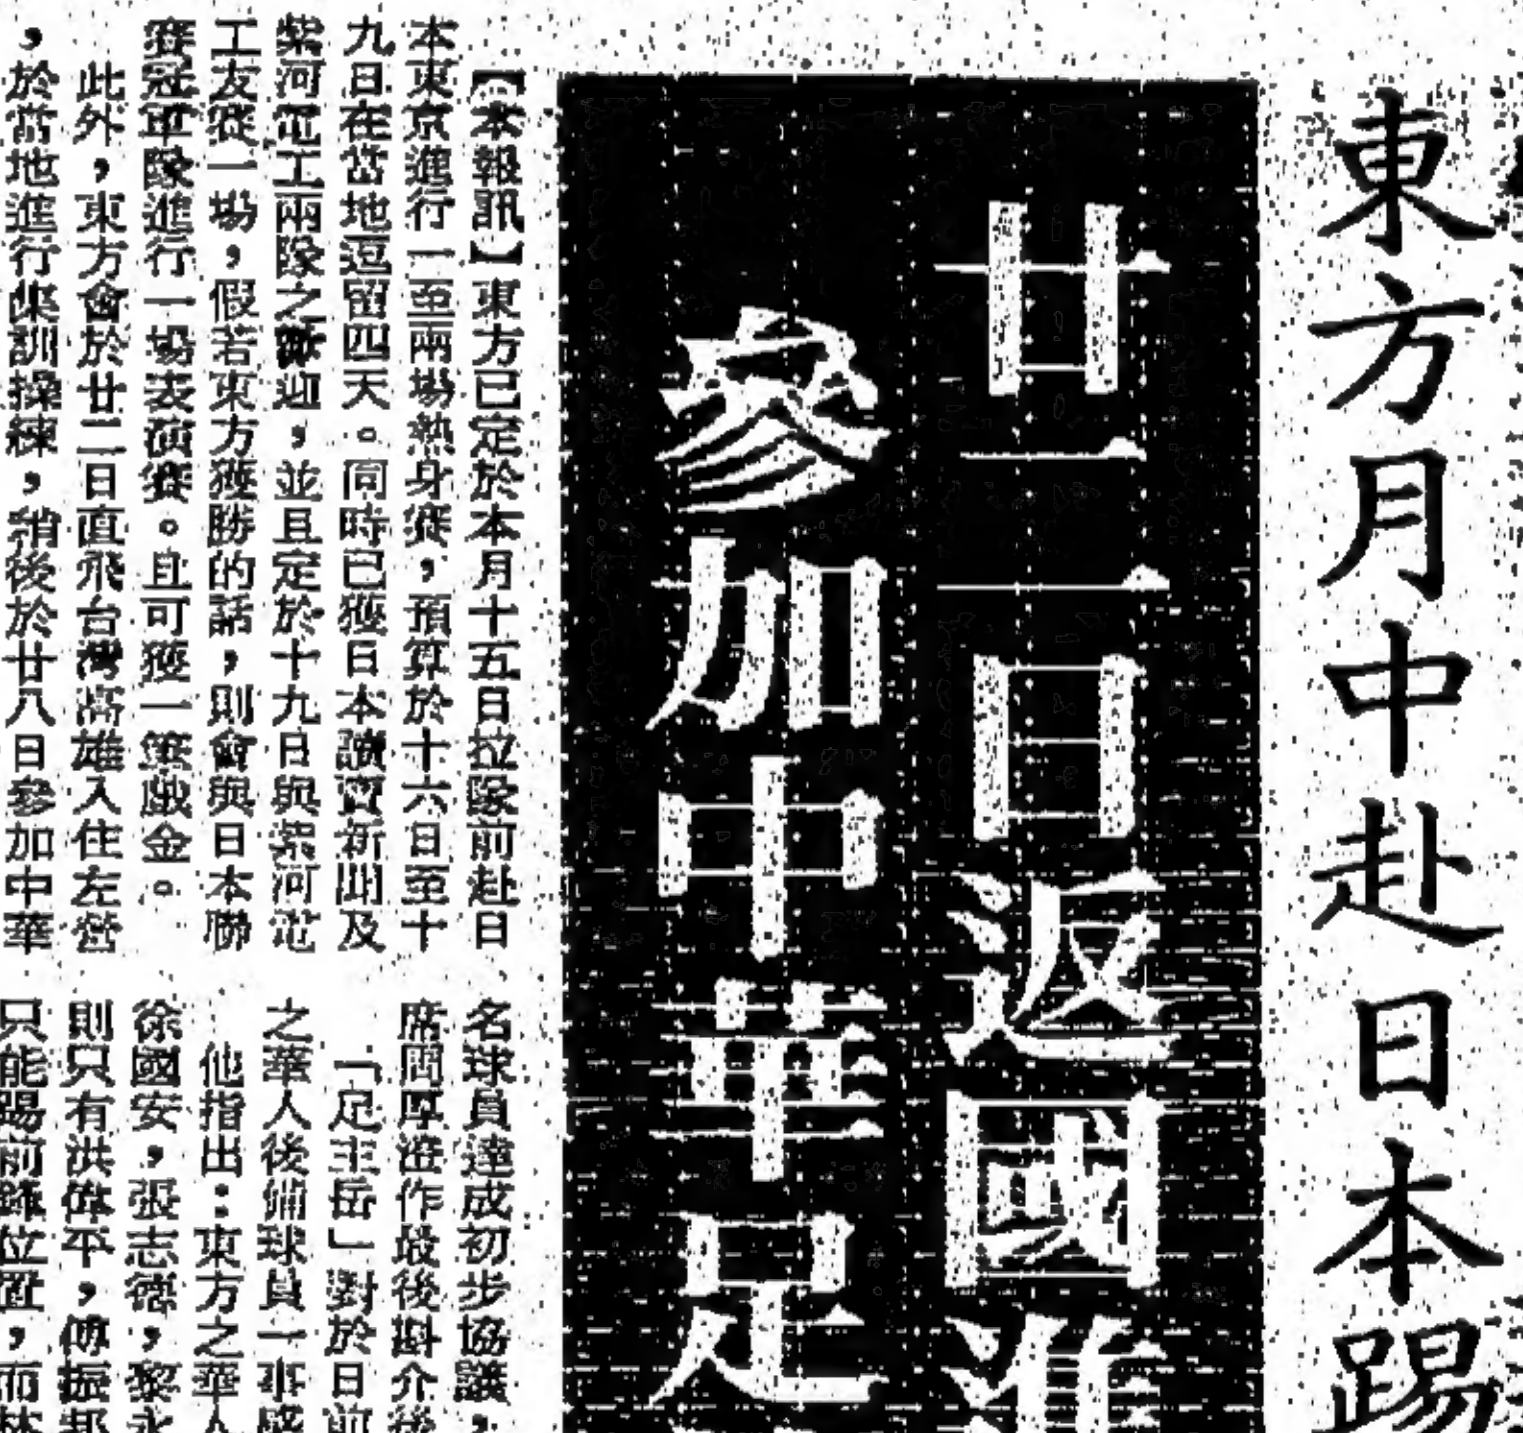 東方月中赴日本踢
廿二日返國準
參加中華足
【本報訊】東方已定於本月十五日拉隊前赴日
本東京進行一至兩場熱身賽，預算於十六日至十
九日在當地逗留四天。同時已獲日本讀賣新聞及
紫河電工兩隊之歡迎，並且定於十九日與紫河電
工友從一場，假若東方獲勝的話，則會與日本聯
賽冠軍隊進行一場表演賽。且可獲一筆戲金。
此外，東方會於廿二日直飛台灣高雄入住左營
，於當地進行集訓操練，稍後於廿八日參加中華
名球員達成初步協議，
席周厚澄作最後斟介後
「足主岳」對於日前
之華人後備球員一事感
他指出：東方之華人
徐國安，張志德，黎永
則只有洪偉平，傅振邦
只能踢前鋒位置，而林